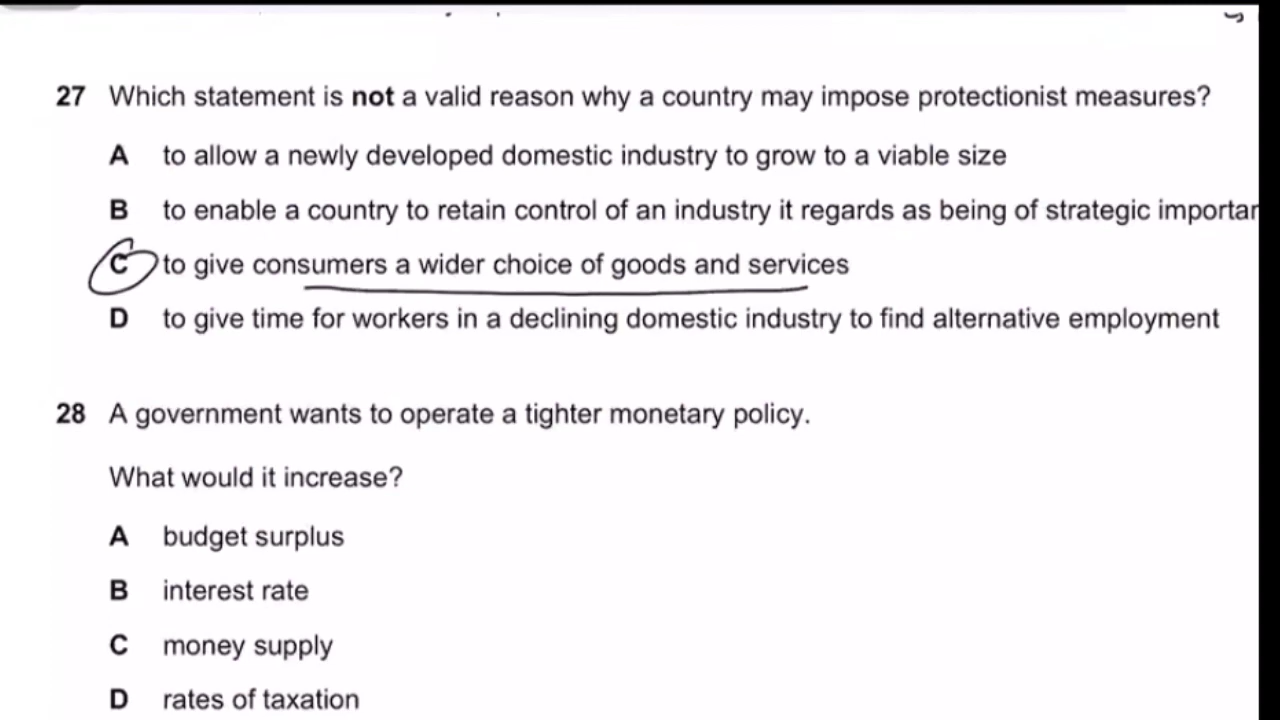 27 Which statement is not a valid reason why a country may impose protectionist measures?
A to allow a newly developed domestic industry to grow to a viable size
B to enable a country to retain control of an industry it regards as being of strategic importan
C to give consumers a wider choice of goods and services
D to give time for workers in a declining domestic industry to find alternative employment
28 A government wants to operate a tighter monetary policy.
What would it increase?
A budget surplus
B interest rate
C money supply
D rates of taxation